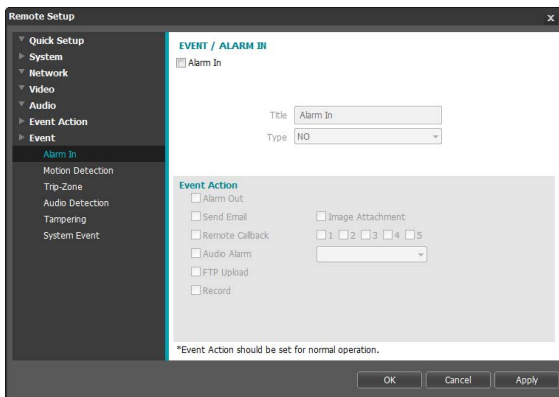 Remote Setup
x
Quick Setup
System
Network
Video
Audio
Event Action
Event
Alarm In
Motion Detection
Trip-Zone
Audio Detection
Tampering
System Event
EVENT / ALARM IN
Alarm In
Title Alarm In
Type NO
Event Action
Alarm Out
Send Email Image Attachment
Remote Callback 1 2 3 4 5
Audio Alarm
FTP Upload
Record
*Event Action should be set for normal operation.
OK Cancel Apply